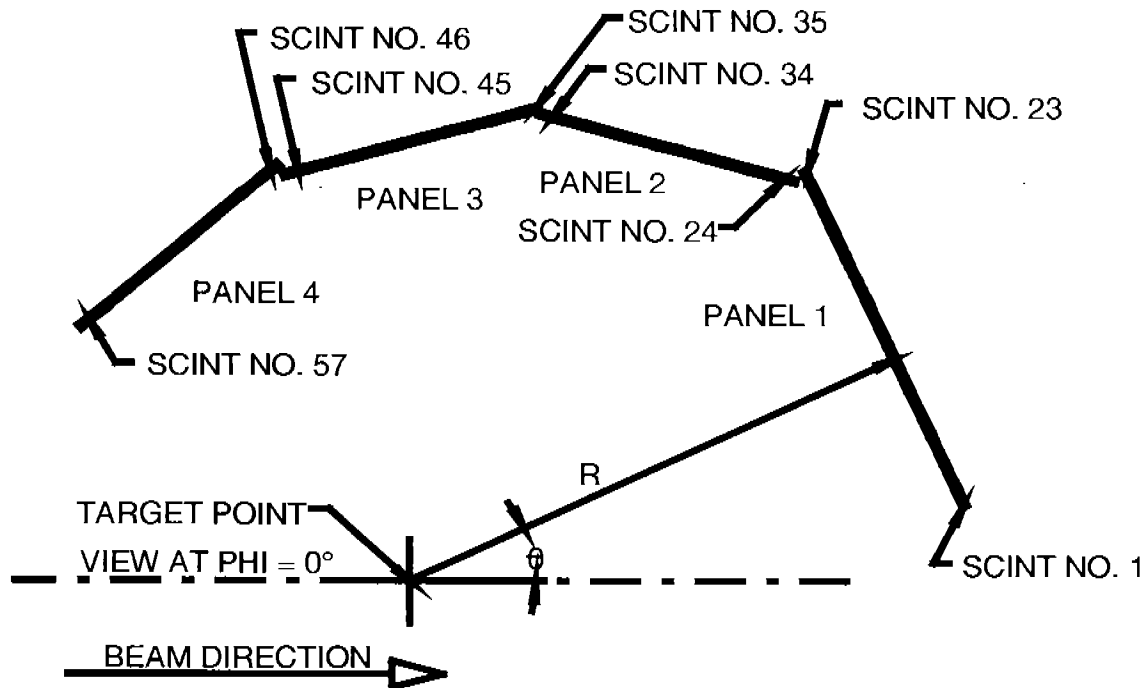 SCINT NO. 46
SCINT NO. 35
SCINT NO. 45
SCINT NO. 34
SCINT NO. 23
PANEL 3
PANEL 2
SCINT NO. 24
PANEL 4
PANEL 1
SCINT NO. 57
R
TARGET POINT
VIEW AT PHI = 0°
θ
SCINT NO. 1
BEAM DIRECTION